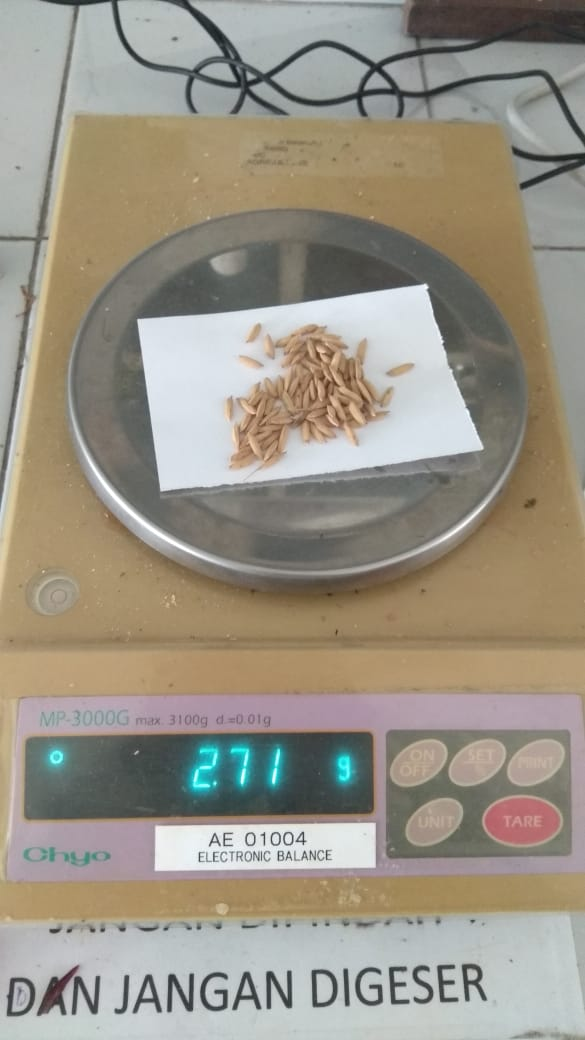 MP-3000G max. 3100g d.=0.01g
2.71 g
ON
OFF
SET
PRINT
UNIT
TARE
Chyo
AE 01004
ELECTRONIC BALANCE
JANGAN
DAN JANGAN DIGESER